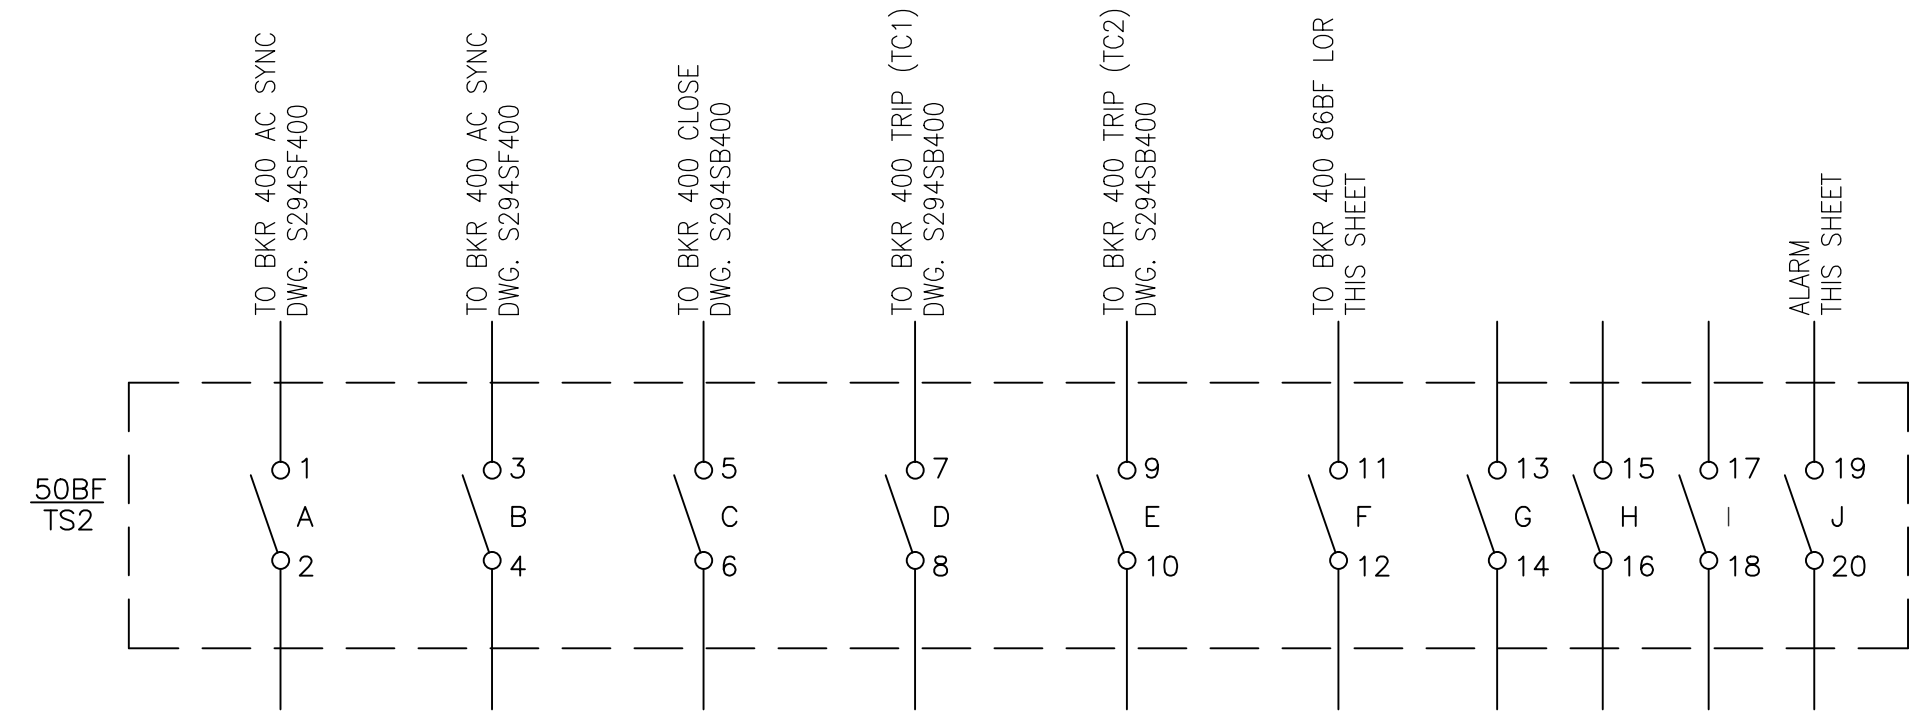 TO BKR 400 AC SYNC
DWG. S294SF400
TO BKR 400 AC SYNC
DWG. S294SF400
TO BKR 400 CLOSE
DWG. S294SB400
TO BKR 400 TRIP (TC1)
DWG. S294SB400
TO BKR 400 TRIP (TC2)
DWG. S294SB400
TO BKR 400 86BF LOR
THIS SHEET
ALARM
THIS SHEET
50BF
TS2
1
A
2
3
B
4
5
C
6
7
D
8
9
E
10
11
F
12
13
G
14
15
H
16
17
I
18
19
J
20